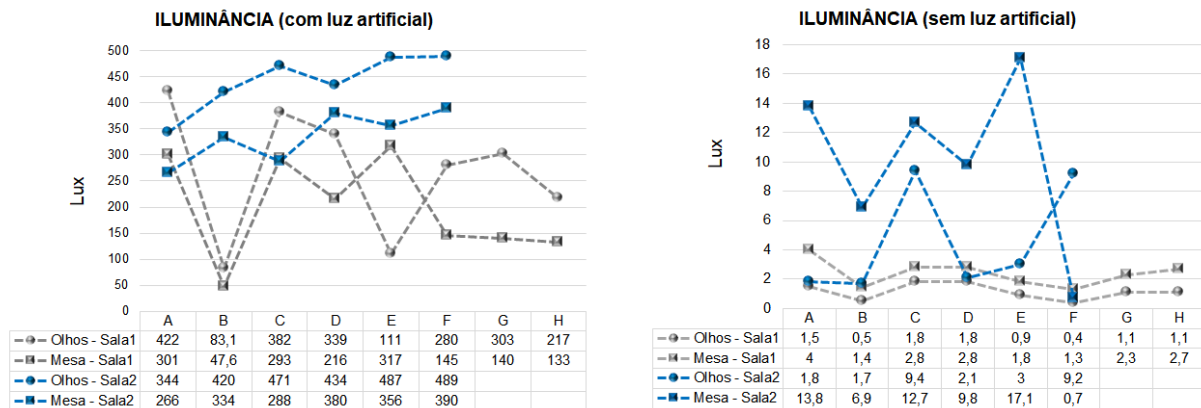 ILUMINÂNCIA (com luz artificial)
Lux
500
450
400
350
300
250
200
150
100
50
0
A B C D E F G H
Olhos - Sala1 422 83,1 382 339 111 280 303 217
Mesa - Sala1 301 47,6 293 216 317 145 140 133
Olhos - Sala2 344 420 471 434 487 489
Mesa - Sala2 266 334 288 380 356 390
ILUMINÂNCIA (sem luz artificial)
Lux
18
16
14
12
10
8
6
4
2
0
A B C D E F G H
Olhos - Sala1 1,5 0,5 1,8 1,8 0,9 0,4 1,1 1,1
Mesa - Sala1 4 1,4 2,8 2,8 1,8 1,3 2,3 2,7
Olhos - Sala2 1,8 1,7 9,4 2,1 3 9,2
Mesa - Sala2 13,8 6,9 12,7 9,8 17,1 0,7